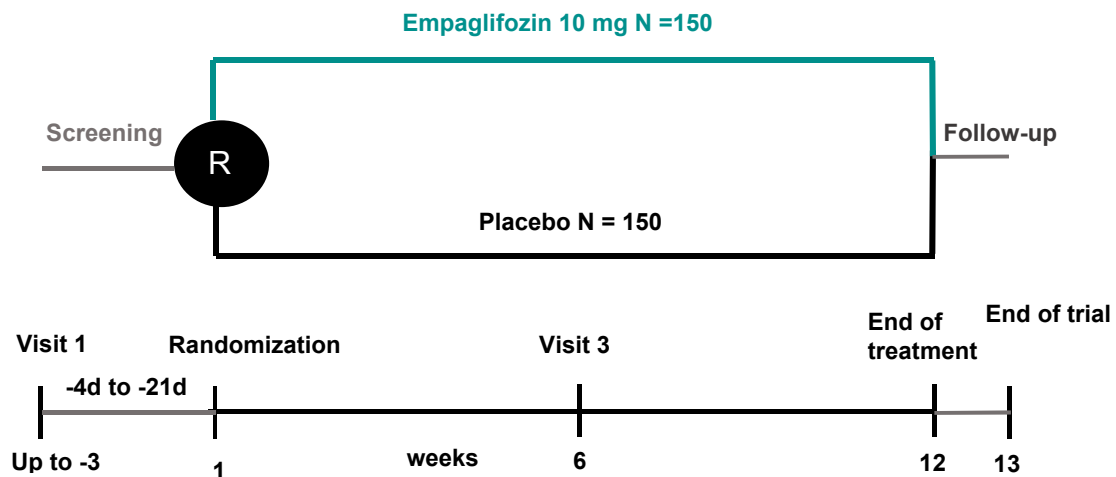 Empaglifozin 10 mg N =150
Screening
R
Follow-up
Placebo N = 150
Visit 1
Randomization
Visit 3
End of
treatment
End of trial
-4d to -21d
Up to -3
1
weeks
6
12
13